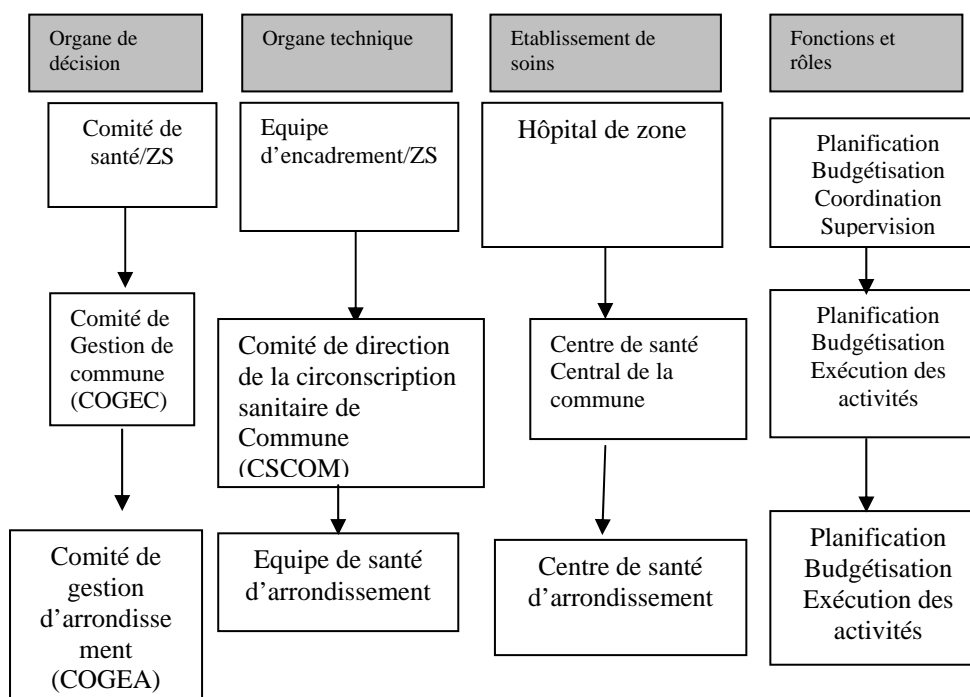 Organe de
décision
Organe technique
Etablissement de
soins
Fonctions et
rôles
Comité de
santé/ZS
Equipe
d'encadrement/ZS
Hôpital de zone
Planification
Budgétisation
Coordination
Supervision
Comité de
Gestion de
commune
(COGEC)
Comité de direction
de la circonscription
sanitaire de
Commune
(CSCOM)
Centre de santé
Central de la
commune
Planification
Budgétisation
Exécution des
activités
Comité de
gestion
d'arrondisse
ment
(COGEA)
Equipe de santé
d'arrondissement
Centre de santé
d'arrondissement
Planification
Budgétisation
Exécution des
activités